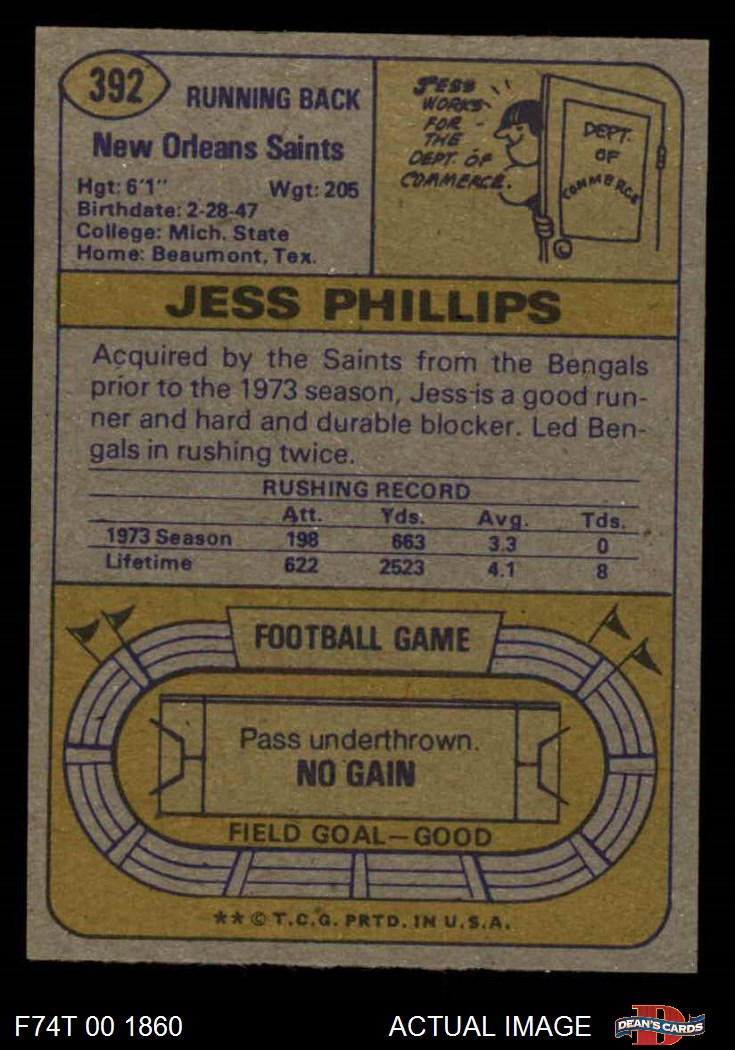 392
RUNNING BACK
New Orleans Saints
Hgt: 6'1" Wgt: 205
Birthdate: 2-28-47
College: Mich. State
Home: Beaumont, Tex.
JESS
WORKS
FOR
THE
DEPT. OF
COMMERCE.
DEPT.
OF
COMMERCE
JESS PHILLIPS
Acquired by the Saints from the Bengals
prior to the 1973 season, Jess is a good run-
ner and hard and durable blocker. Led Ben-
gals in rushing twice.
RUSHING RECORD
Att. Yds. Avg. Tds.
1973 Season 198 663 3.3 0
Lifetime 622 2523 4.1 8
FOOTBALL GAME
Pass underthrown.
NO GAIN
FIELD GOAL—GOOD
** © T.C.G. PRTD. IN U.S.A.
F74T 00 1860 ACTUAL IMAGE
D
DEAN'S CARDS